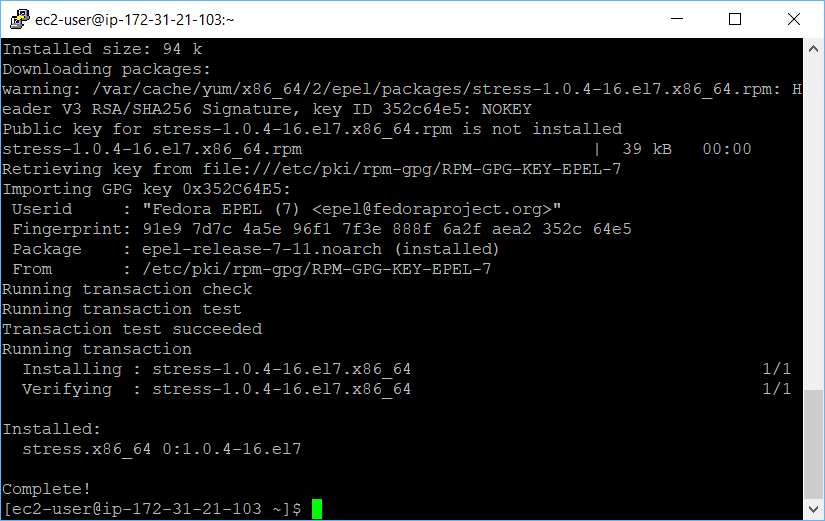 ec2-user@ip-172-31-21-103:~
Installed size: 94 k
Downloading packages:
warning: /var/cache/yum/x86_64/2/epel/packages/stress-1.0.4-16.el7.x86_64.rpm: H
eader V3 RSA/SHA256 Signature, key ID 352c64e5: NOKEY
Public key for stress-1.0.4-16.el7.x86_64.rpm is not installed
stress-1.0.4-16.el7.x86_64.rpm                             |  39 kB   00:00
Retrieving key from file:///etc/pki/rpm-gpg/RPM-GPG-KEY-EPEL-7
Importing GPG key 0x352C64E5:
 Userid     : "Fedora EPEL (7) <epel@fedoraproject.org>"
 Fingerprint: 91e9 7d7c 4a5e 96f1 7f3e 888f 6a2f aea2 352c 64e5
 Package    : epel-release-7-11.noarch (installed)
 From       : /etc/pki/rpm-gpg/RPM-GPG-KEY-EPEL-7
Running transaction check
Running transaction test
Transaction test succeeded
Running transaction
  Installing : stress-1.0.4-16.el7.x86_64                                   1/1
  Verifying  : stress-1.0.4-16.el7.x86_64                                   1/1

Installed:
  stress.x86_64 0:1.0.4-16.el7

Complete!
[ec2-user@ip-172-31-21-103 ~]$